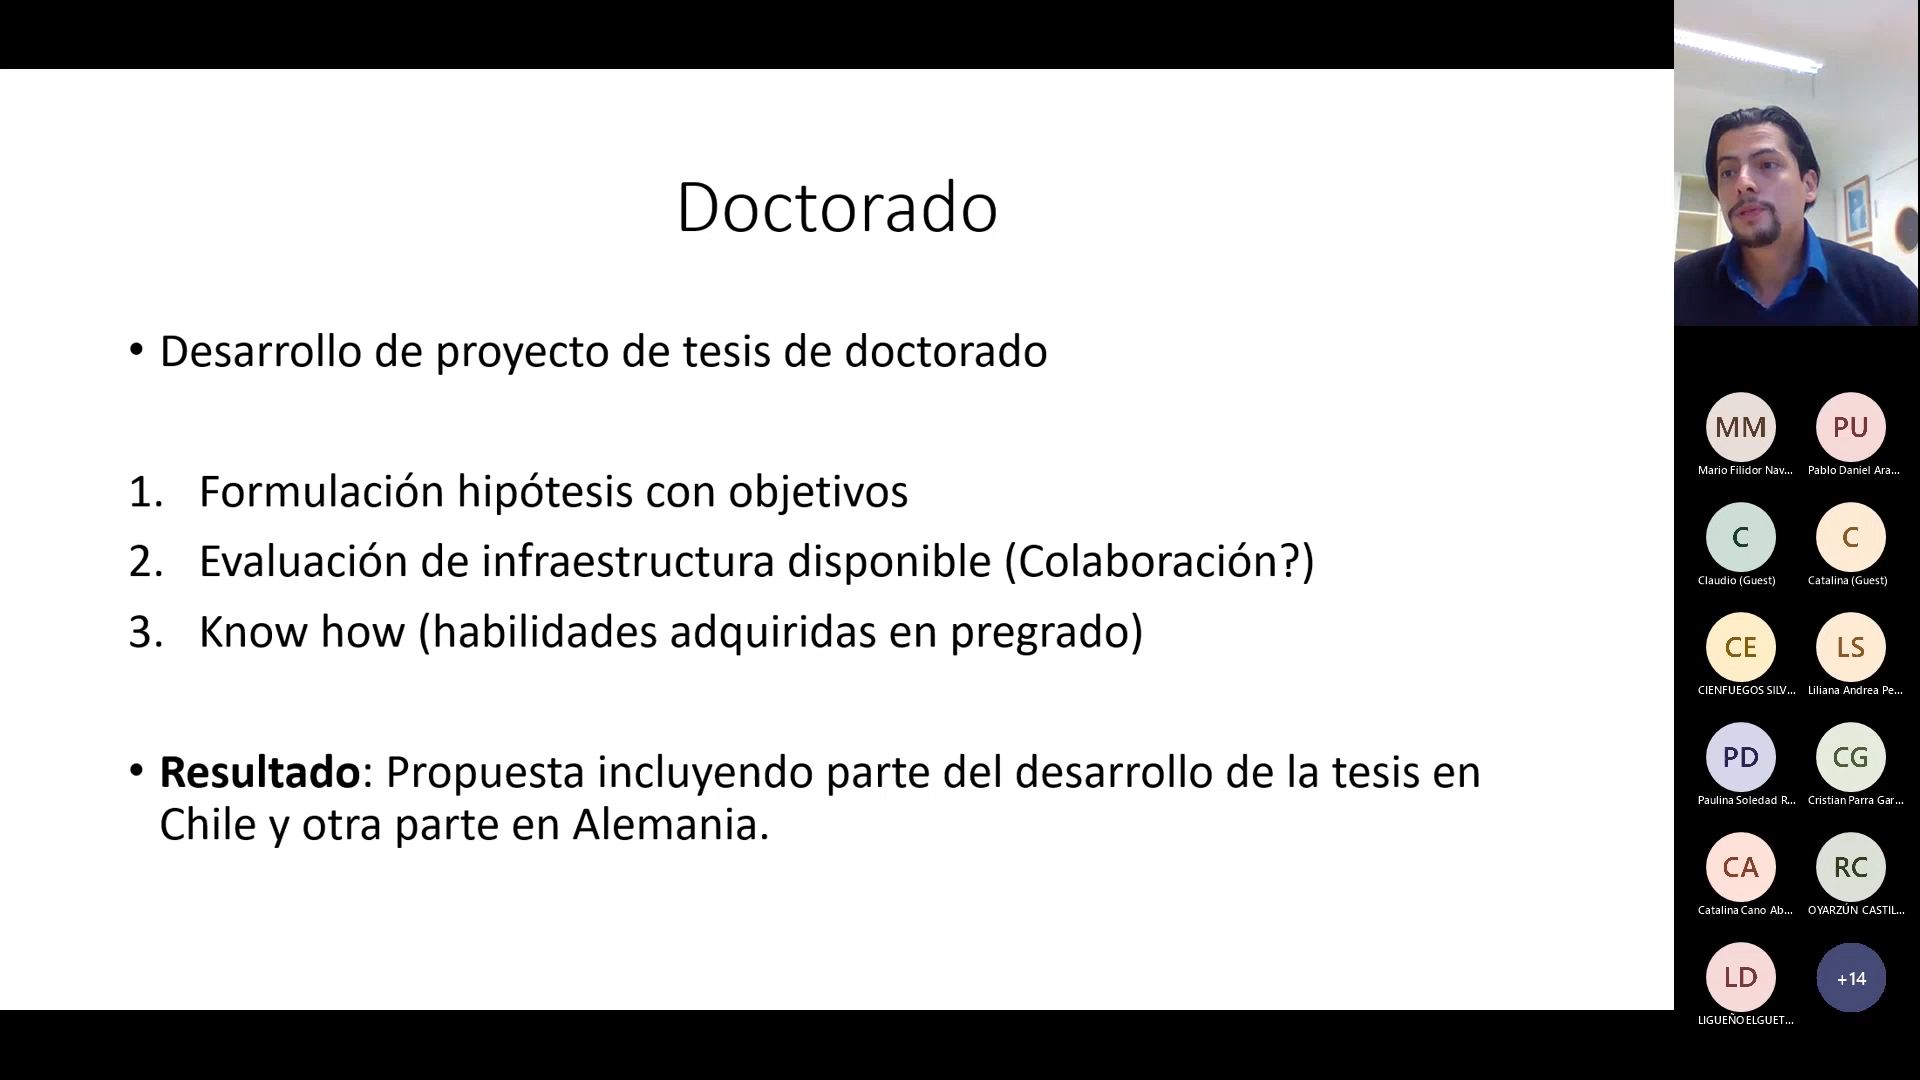 Doctorado
• Desarrollo de proyecto de tesis de doctorado
1. Formulación hipótesis con objetivos
2. Evaluación de infraestructura disponible (Colaboración?)
3. Know how (habilidades adquiridas en pregrado)
• Resultado: Propuesta incluyendo parte del desarrollo de la tesis en
Chile y otra parte en Alemania.
MM PU
Mario Filidor Nav... Pablo Daniel Ara...
C C
Claudio (Guest) Catalina (Guest)
CE LS
CIENFUEGOS SILV... Liliana Andrea Pe...
PD CG
Paulina Soledad R... Cristian Parra Gar...
CA RC
Catalina Cano Ab... OYARZÚN CASTIL...
LD +14
LIGUEÑO ELGUET...